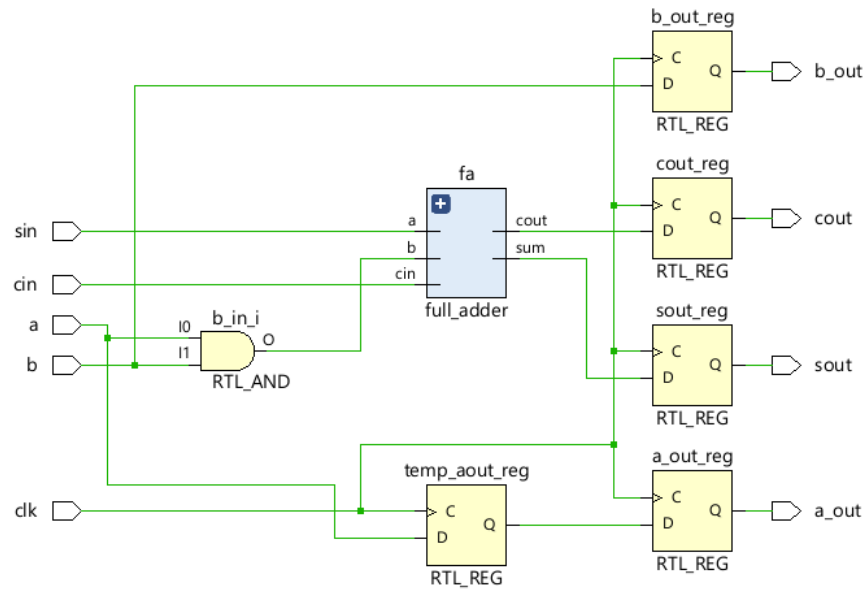 b_out_reg
C
D
Q
b_out
RTL_REG
cout_reg
C
D
Q
cout
RTL_REG
fa
a
b
cin
cout
sum
full_adder
sin
cin
a
b
I0
I1
b_in_i
O
RTL_AND
sout_reg
C
D
Q
sout
RTL_REG
clk
temp_aout_reg
C
D
Q
RTL_REG
a_out_reg
C
D
Q
a_out
RTL_REG